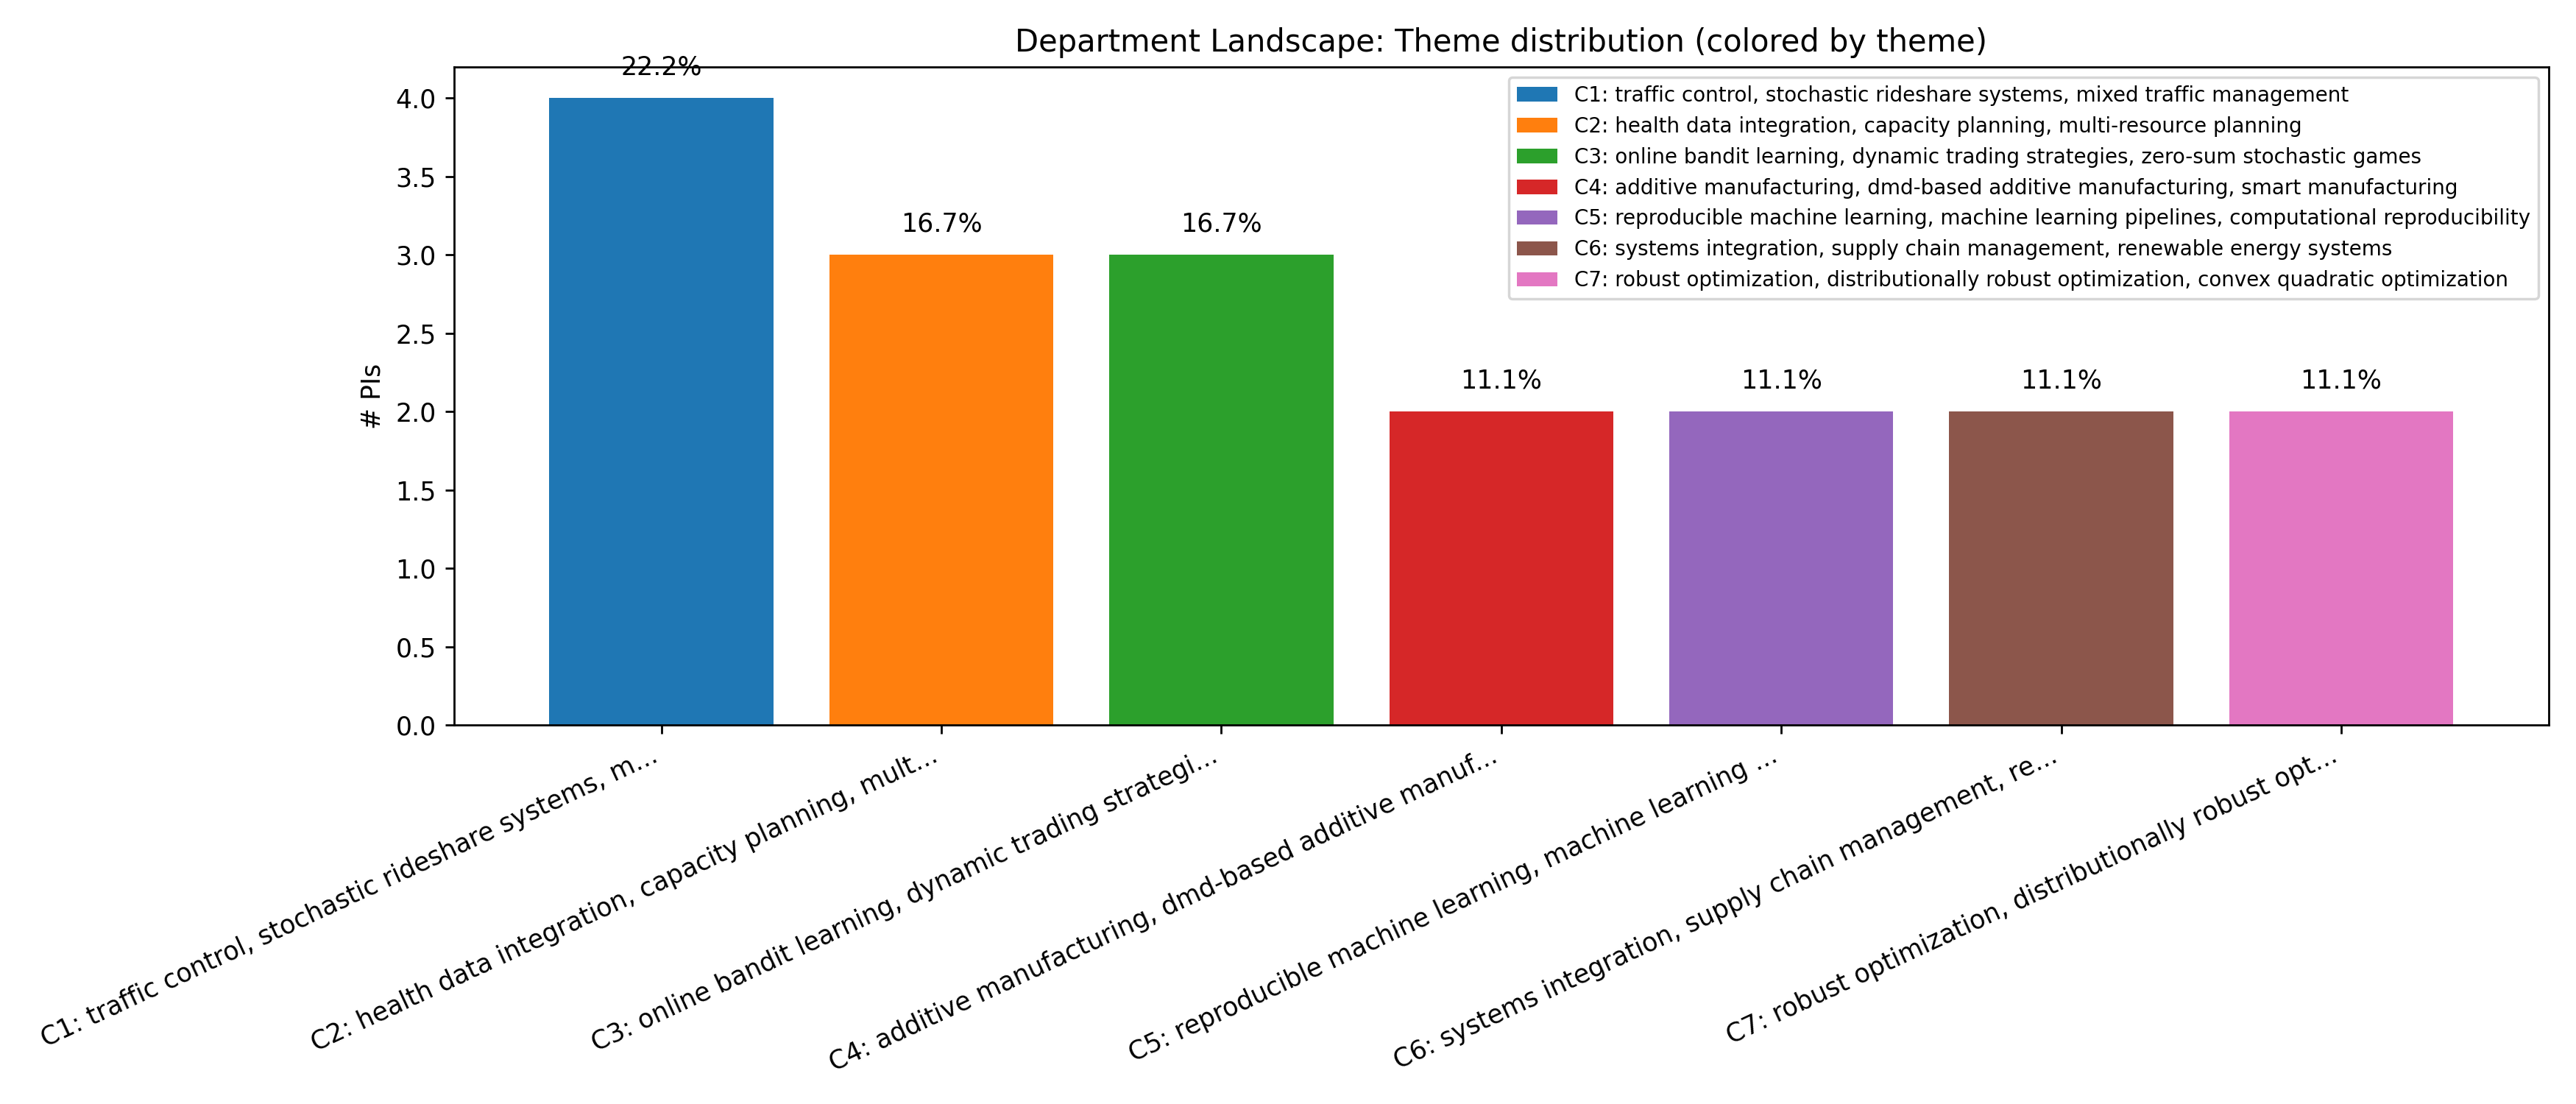 Department Landscape: Theme distribution (colored by theme)
22.2%
16.7%
16.7%
11.1%
11.1%
11.1%
11.1%
C1: traffic control, stochastic rideshare systems, mixed traffic management
C2: health data integration, capacity planning, multi-resource planning
C3: online bandit learning, dynamic trading strategies, zero-sum stochastic games
C4: additive manufacturing, dmd-based additive manufacturing, smart manufacturing
C5: reproducible machine learning, machine learning pipelines, computational reproducibility
C6: systems integration, supply chain management, renewable energy systems
C7: robust optimization, distributionally robust optimization, convex quadratic optimization
# PIs
4.0
3.5
3.0
2.5
2.0
1.5
1.0
0.5
0.0
C1: traffic control, stochastic rideshare systems, m...
C2: health data integration, capacity planning, mult...
C3: online bandit learning, dynamic trading strategi...
C4: additive manufacturing, dmd-based additive manuf...
C5: reproducible machine learning, machine learning ...
C6: systems integration, supply chain management, re...
C7: robust optimization, distributionally robust opt...